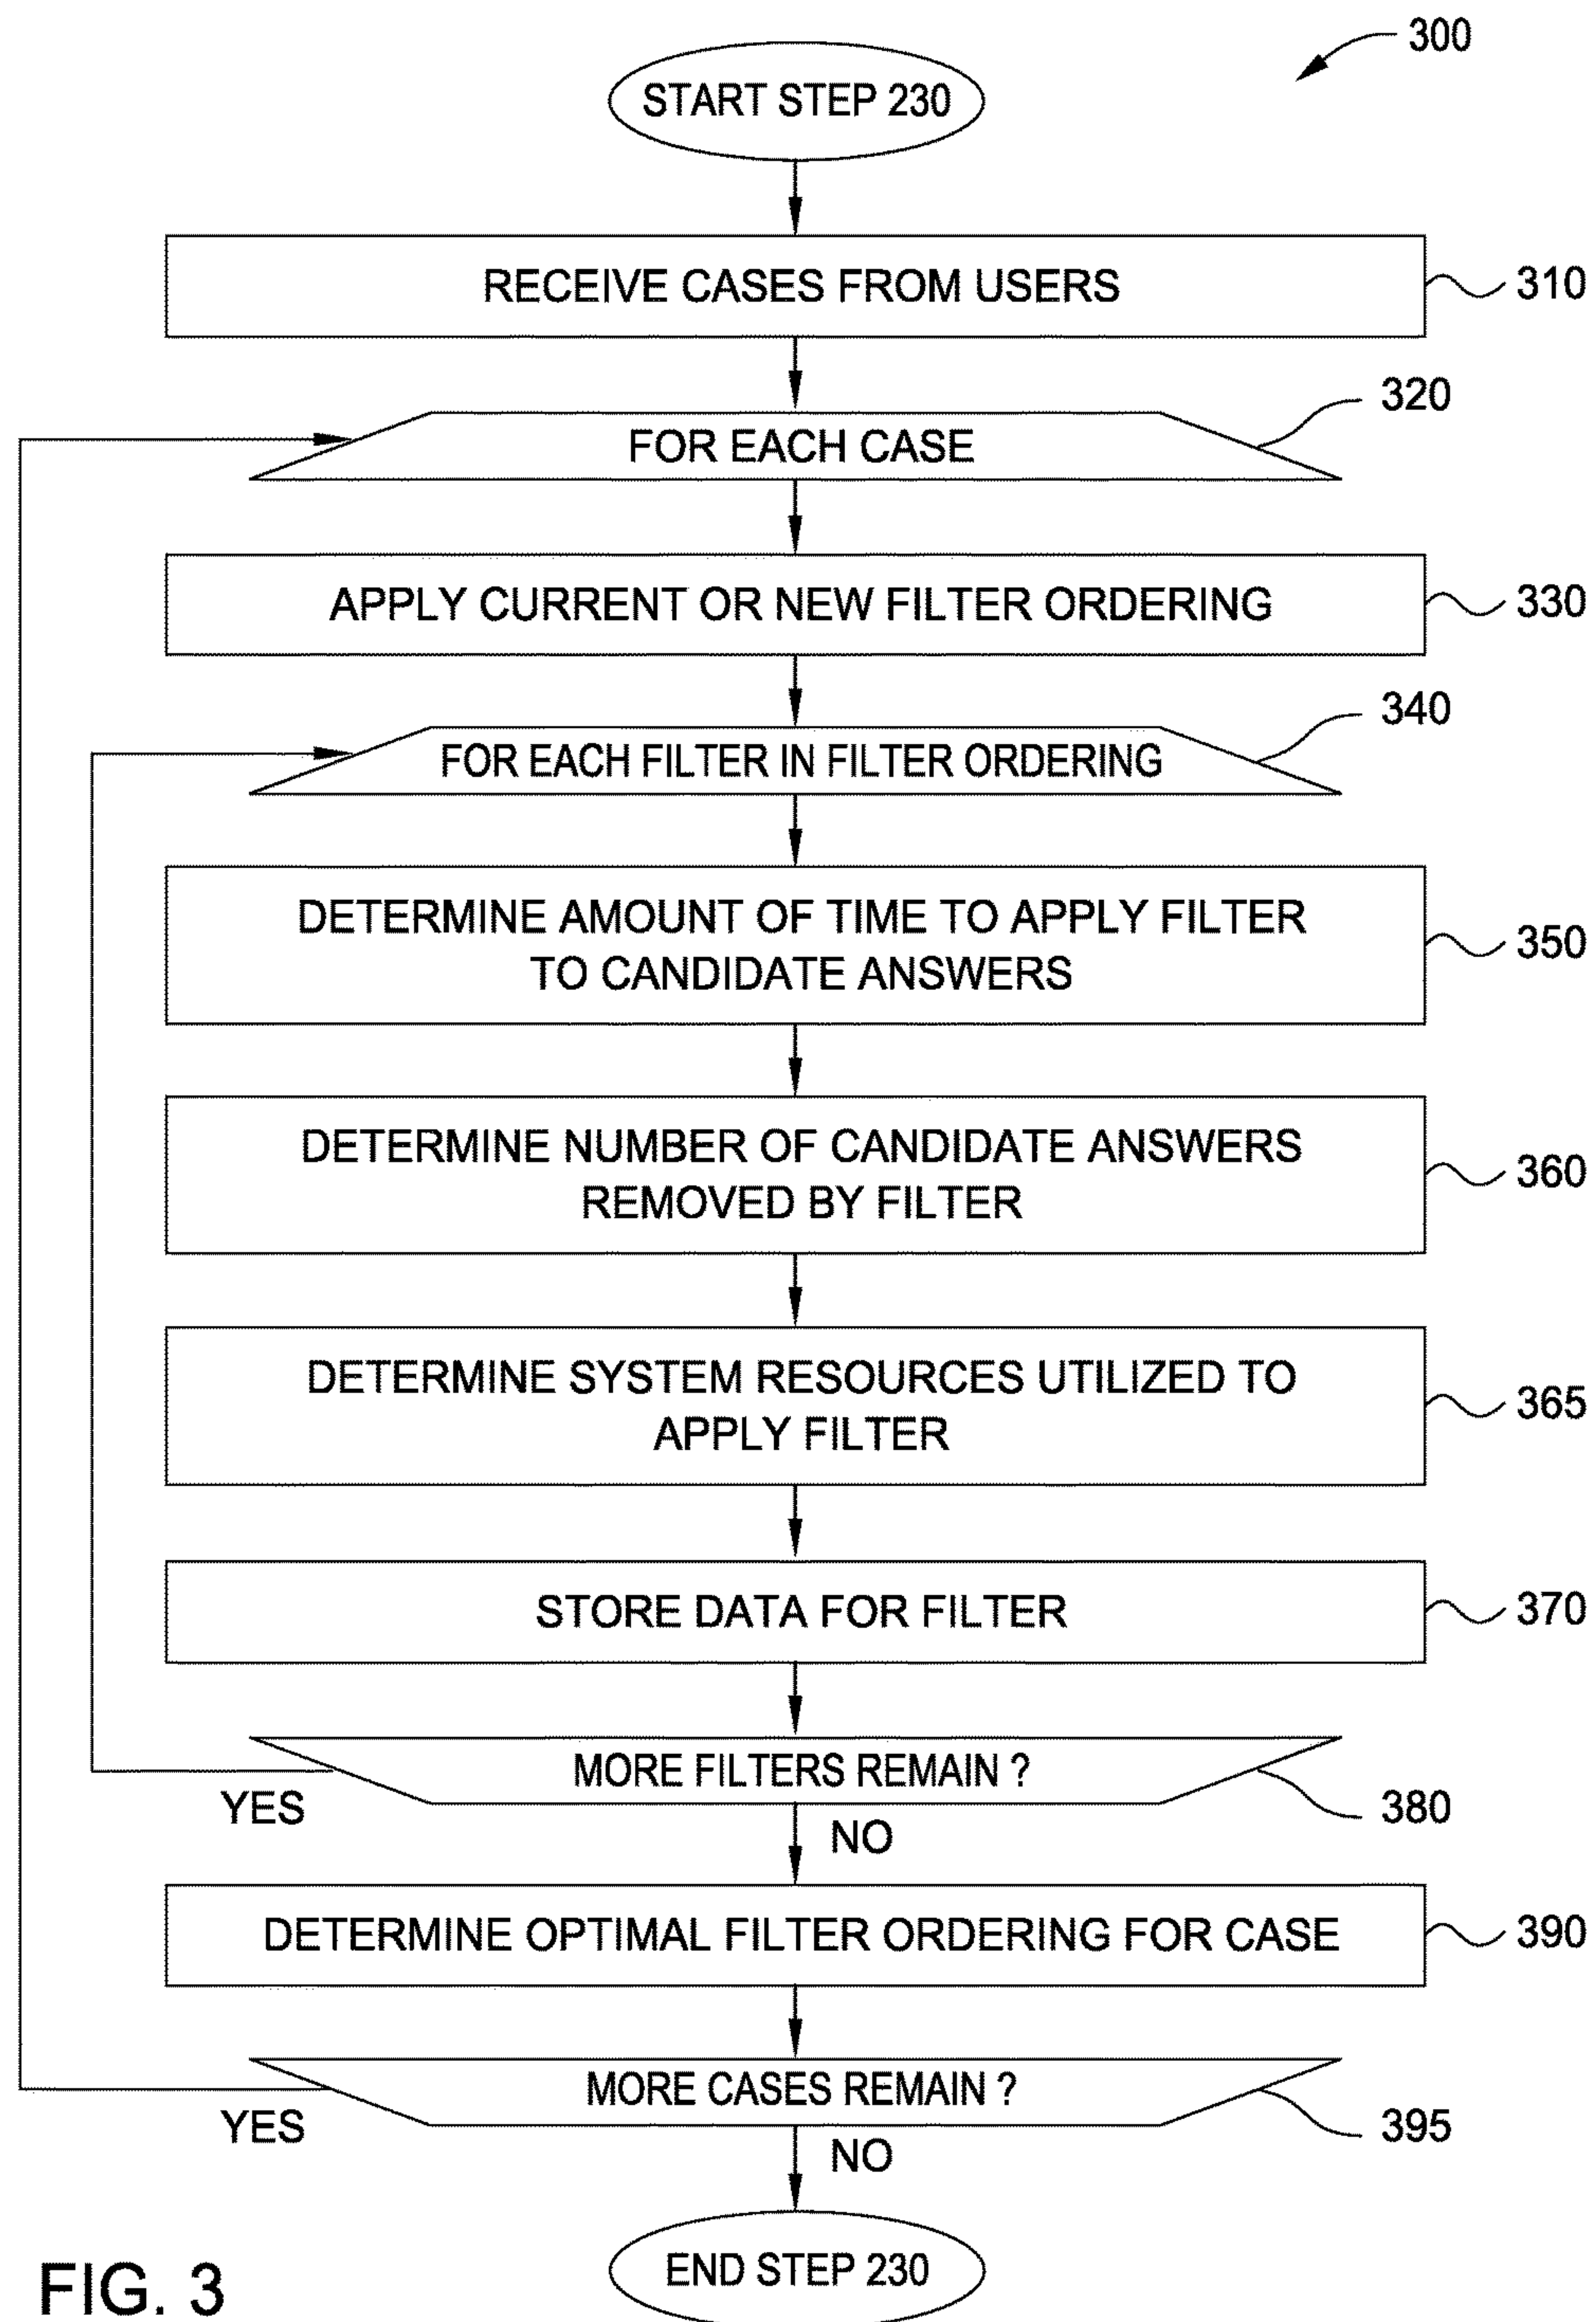 300
START STEP 230
RECEIVE CASES FROM USERS
310
320
FOR EACH CASE
APPLY CURRENT OR NEW FILTER ORDERING
330
340
FOR EACH FILTER IN FILTER ORDERING
DETERMINE AMOUNT OF TIME TO APPLY FILTER
TO CANDIDATE ANSWERS
350
DETERMINE NUMBER OF CANDIDATE ANSWERS
REMOVED BY FILTER
360
DETERMINE SYSTEM RESOURCES UTILIZED TO
APPLY FILTER
365
STORE DATA FOR FILTER
370
MORE FILTERS REMAIN ?
YES
380
NO
DETERMINE OPTIMAL FILTER ORDERING FOR CASE
390
MORE CASES REMAIN ?
YES
395
NO
END STEP 230
FIG. 3